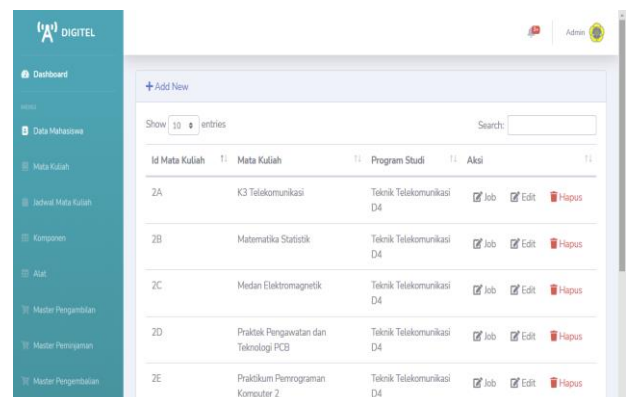 DIGITEL
Admin
Dashboard
MENU
Data Mahasiswa
Mata Kuliah
Jadwal Mata Kuliah
Komponen
Alat
Master Pengambilan
Master Peminjaman
Master Pengembalian
+ Add New
Show 10 entries
Search:
Id Mata Kuliah Mata Kuliah Program Studi Aksi
2A K3 Telekomunikasi Teknik Telekomunikasi
D4
Job Edit Hapus
2B Matematika Statistik Teknik Telekomunikasi
D4
Job Edit Hapus
2C Medan Elektromagnetik Teknik Telekomunikasi
D4
Job Edit Hapus
2D Praktek Pengawatan dan
Teknologi PCB
Teknik Telekomunikasi
D4
Job Edit Hapus
2E Praktikum Pemrograman
Komputer 2
Teknik Telekomunikasi
D4
Job Edit Hapus